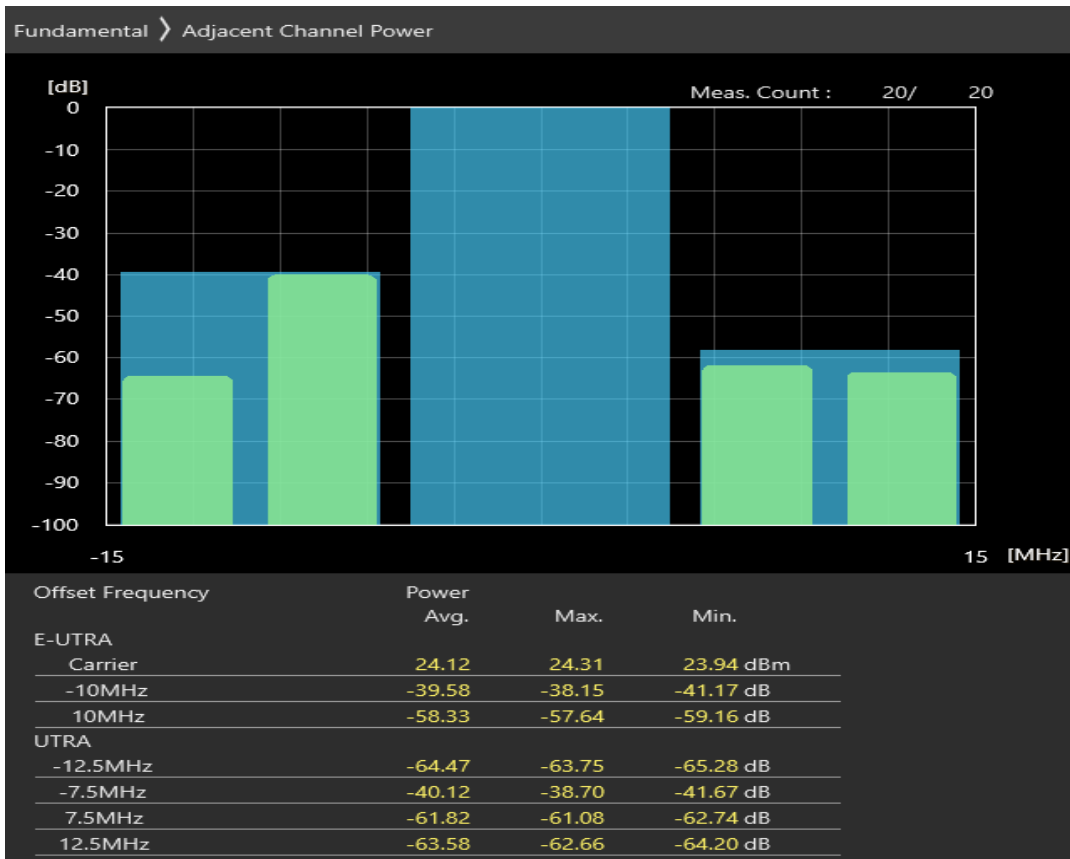 Fundamental 〉 Adjacent Channel Power
[dB]
Meas. Count : 20/ 20
0
-10
-20
-30
-40
-50
-60
-70
-80
-90
-100
-15 15 [MHz]
Offset Frequency Power
Avg. Max. Min.
E-UTRA
Carrier 24.12 24.31 23.94 dBm
-10MHz -39.58 -38.15 -41.17 dB
10MHz -58.33 -57.64 -59.16 dB
UTRA
-12.5MHz -64.47 -63.75 -65.28 dB
-7.5MHz -40.12 -38.70 -41.67 dB
7.5MHz -61.82 -61.08 -62.74 dB
12.5MHz -63.58 -62.66 -64.20 dB